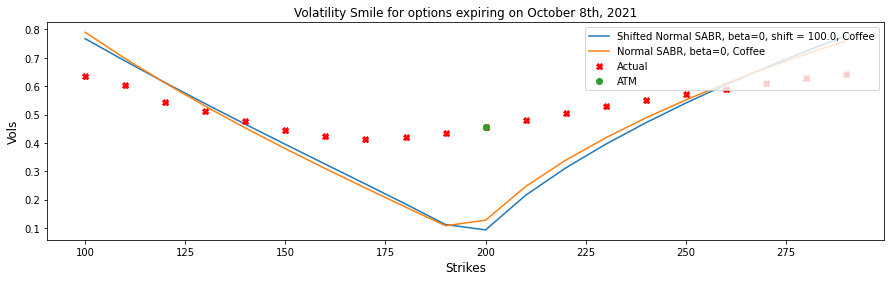 Volatility Smile for options expiring on October 8th, 2021
Shifted Normal SABR, beta=0, shift = 100.0, Coffee
Normal SABR, beta=0, Coffee
Actual
ATM
Vols
0.8
0.7
0.6
0.5
0.4
0.3
0.2
0.1
100 125 150 175 200 225 250 275
Strikes